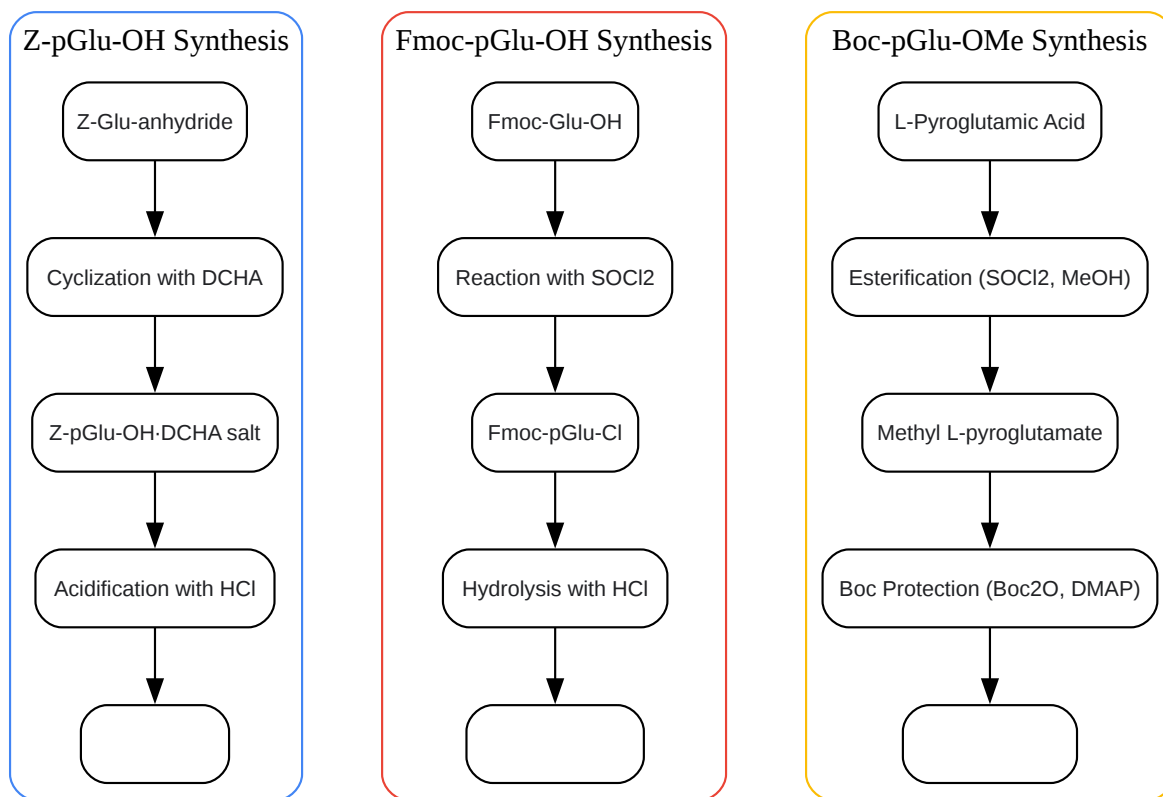 Z-pGlu-OH Synthesis
Z-Glu-anhydride
Cyclization with DCHA
Z-pGlu-OH·DCHA salt
Acidification with HCl
Fmoc-pGlu-OH Synthesis
Fmoc-Glu-OH
Reaction with SOCl2
Fmoc-pGlu-Cl
Hydrolysis with HCl
Boc-pGlu-OMe Synthesis
L-Pyroglutamic Acid
Esterification (SOCl2, MeOH)
Methyl L-pyroglutamate
Boc Protection (Boc2O, DMAP)